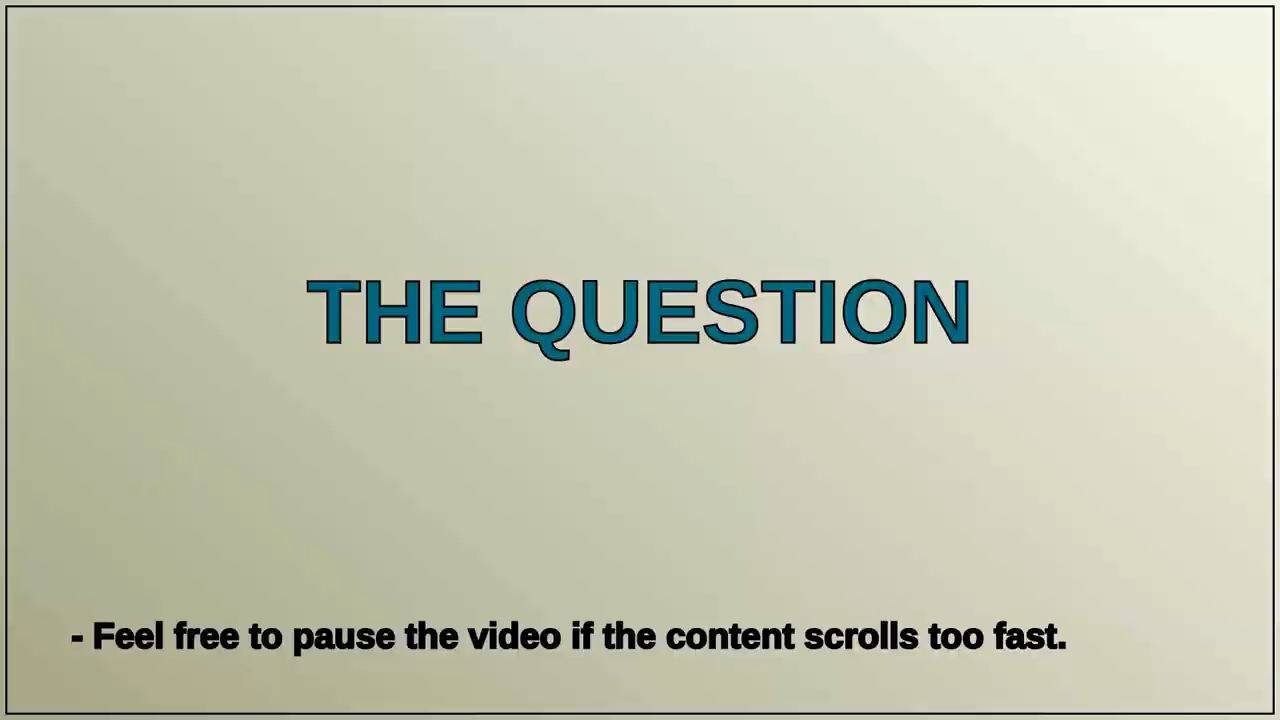 THE QUESTION
- Feel free to pause the video if the content scrolls too fast.